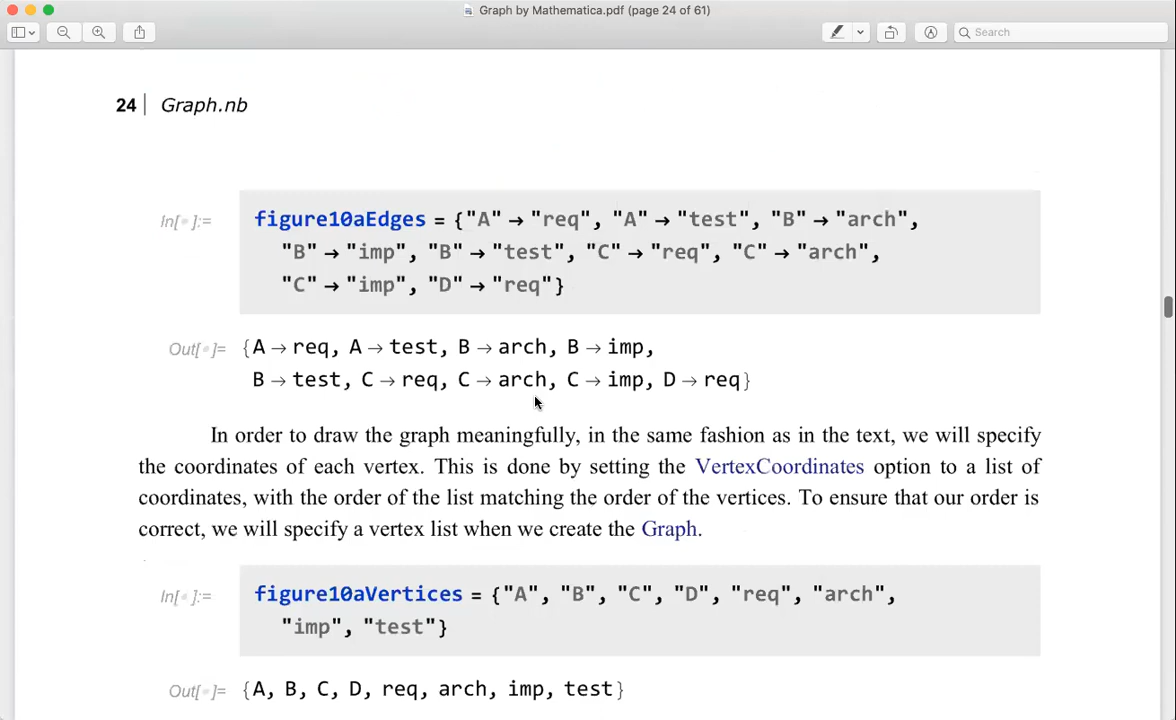 Graph by Mathematica.pdf (page 24 of 61)
Search
24 | Graph.nb
In[ ]:= figure10aEdges = {"A" → "req", "A" → "test", "B" → "arch",
"B" → "imp", "B" → "test", "C" → "req", "C" → "arch",
"C" → "imp", "D" → "req"}
Out[ ]= {A → req, A → test, B → arch, B → imp,
B → test, C → req, C → arch, C → imp, D → req}
In order to draw the graph meaningfully, in the same fashion as in the text, we will specify
the coordinates of each vertex. This is done by setting the VertexCoordinates option to a list of
coordinates, with the order of the list matching the order of the vertices. To ensure that our order is
correct, we will specify a vertex list when we create the Graph.
In[ ]:= figure10aVertices = {"A", "B", "C", "D", "req", "arch",
"imp", "test"}
Out[ ]= {A, B, C, D, req, arch, imp, test}